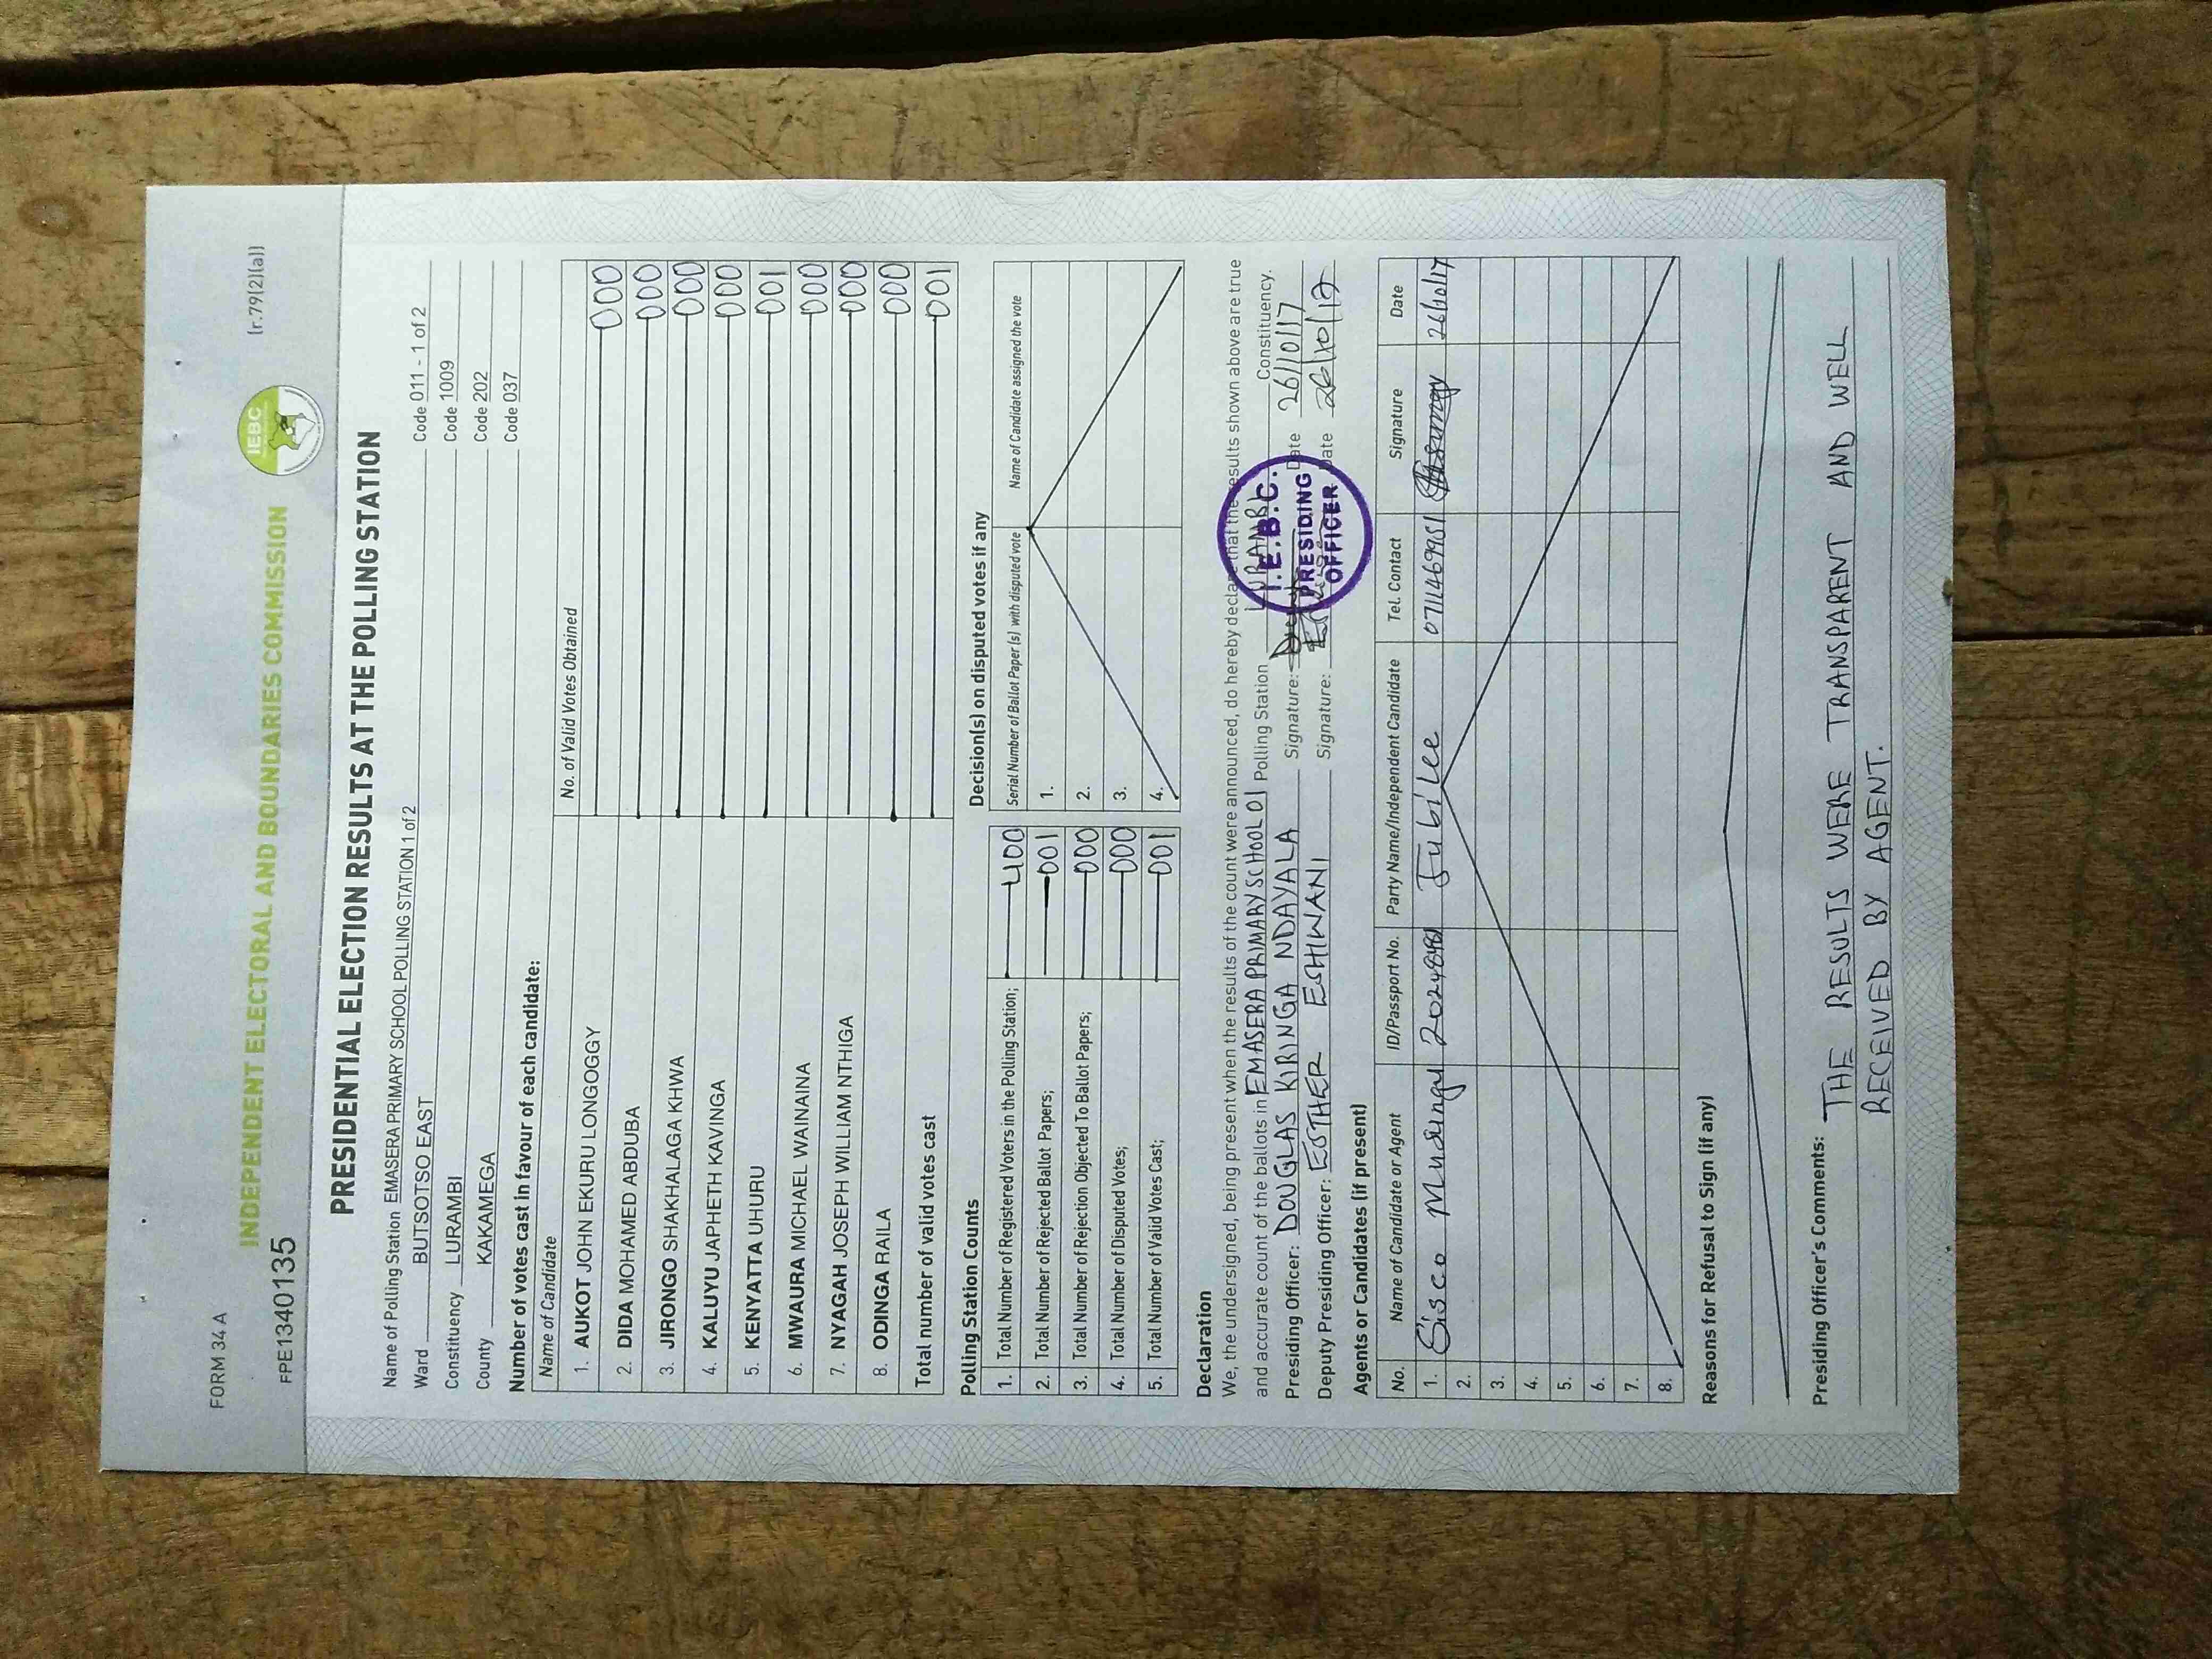 FORM 34 A
INDEPENDENT ELECTORAL AND BOUNDARIES COMMISSION
IEBC
(r.79(2)(a))
FPE1340135
PRESIDENTIAL ELECTION RESULTS AT THE POLLING STATION
Name of Polling Station EMASERA PRIMARY SCHOOL POLLING STATION 1 of 2 Code 011 - 1 of 2
Ward BUTSOTSO EAST Code 1009
Constituency LURAMBI Code 202
County KAKAMEGA Code 037
Number of votes cast in favour of each candidate:
Name of Candidate No. of Valid Votes Obtained
1. AUKOT JOHN EKURU LONGOGGY 000
2. DIDA MOHAMED ABDUBA 000
3. JIRONGO SHAKHALAGA KHWA 000
4. KALUYU JAPHETH KAVINGA 000
5. KENYATTA UHURU 001
6. MWAURA MICHAEL WAINAINA 000
7. NYAGAH JOSEPH WILLIAM NTHIGA 000
8. ODINGA RAILA 000
Total number of valid votes cast 001
Polling Station Counts
1. Total Number of Registered Voters in the Polling Station; 400
2. Total Number of Rejected Ballot Papers; 001
3. Total Number of Rejection Objected To Ballot Papers; 000
4. Total Number of Disputed Votes; 000
5. Total Number of Valid Votes Cast; 001
Decision(s) on disputed votes if any
Serial Number of Ballot Paper (s) with disputed vote Name of Candidate assigned the vote
1.
2.
3.
4.
Declaration
We, the undersigned, being present when the results of the count were announced, do hereby declare that the results shown above are true
and accurate count of the ballots in EMASERA PRIMARY SCHOOL 01 Polling Station LURAMBI Constituency.
Presiding Officer: DOUGLAS KIRINGA NDAYALA Signature: Date 26/10/17
Deputy Presiding Officer: ESTHER ESHIWANI Signature: Date 26/10/17
I.E.B.C.
PRESIDING
OFFICER
Agents or Candidates (if present)
No. Name of Candidate or Agent ID/Passport No. Party Name/Independent Candidate Tel. Contact Signature Date
1. Sisco Jubilee 0711469951 26/10/17
2.
3.
4.
5.
6.
7.
8.
Reasons for Refusal to Sign (if any)
Presiding Officer's Comments: THE RESULTS WERE TRANSPARENT AND WELL
RECEIVED BY AGENT.